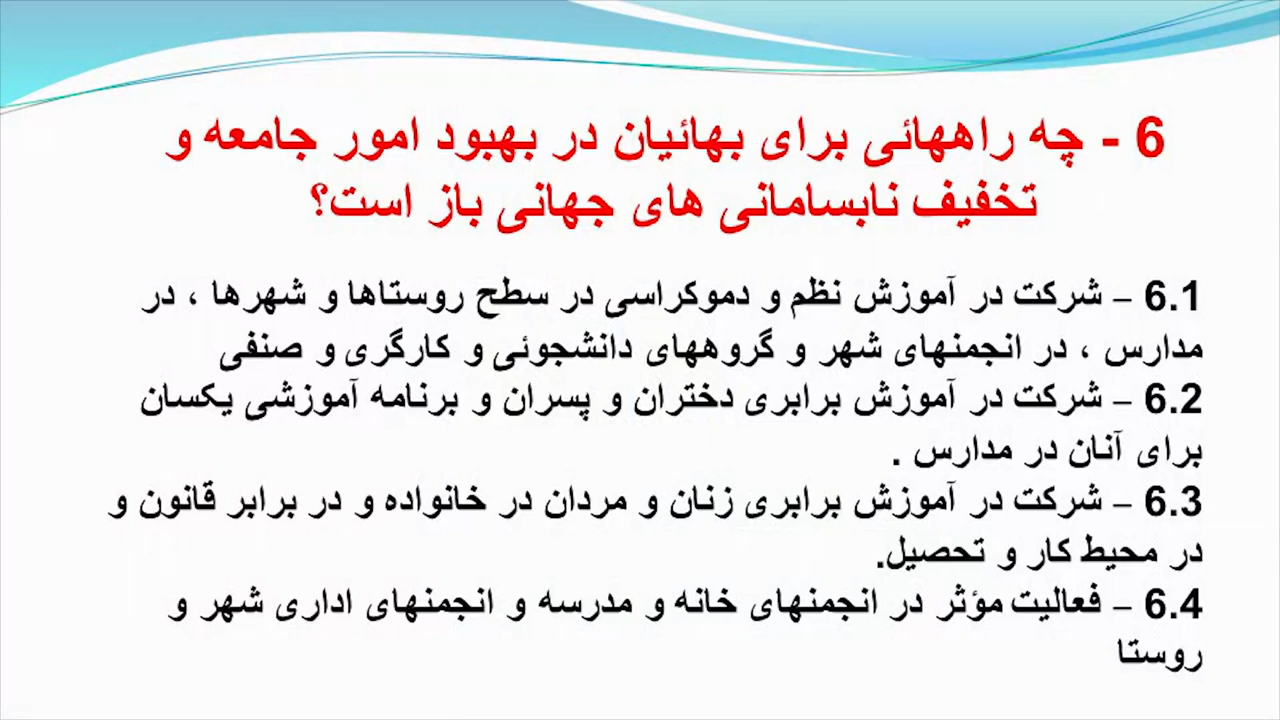 6 - چه راههائی برای بهائیان در بهبود امور جامعه و
تخفیف نابسامانی های جهانی باز است؟
6.1 – شرکت در آموزش نظم و دموکراسی در سطح روستاها و شهرها ، در
مدارس ، در انجمنهای شهر و گروههای دانشجوئی و کارگری و صنفی
6.2 – شرکت در آموزش برابری دختران و پسران و برنامه آموزشی یکسان
برای آنان در مدارس .
6.3 – شرکت در آموزش برابری زنان و مردان در خانواده و در برابر قانون و
در محیط کار و تحصیل.
6.4 – فعالیت مؤثر در انجمنهای خانه و مدرسه و انجمنهای اداری شهر و
روستا